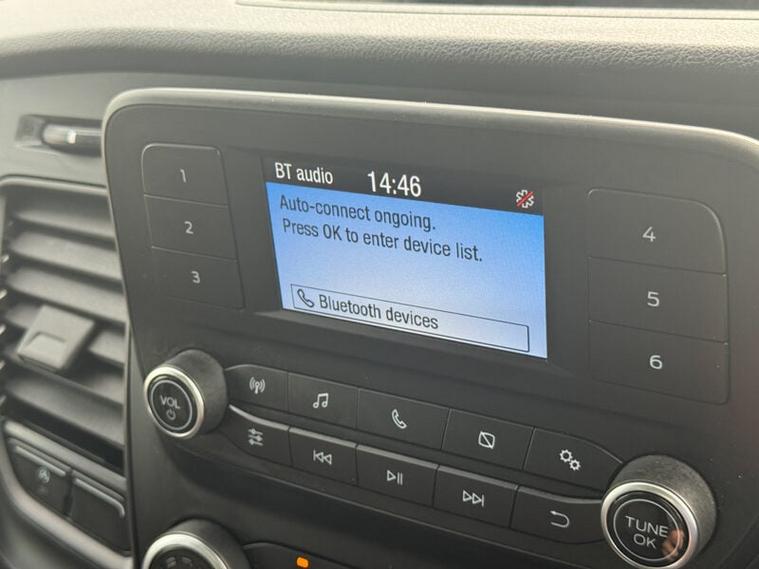 BT audio 14:46
Auto-connect ongoing.
Press OK to enter device list.
Bluetooth devices
1
2
3
4
5
6
VOL
TUNE
OK